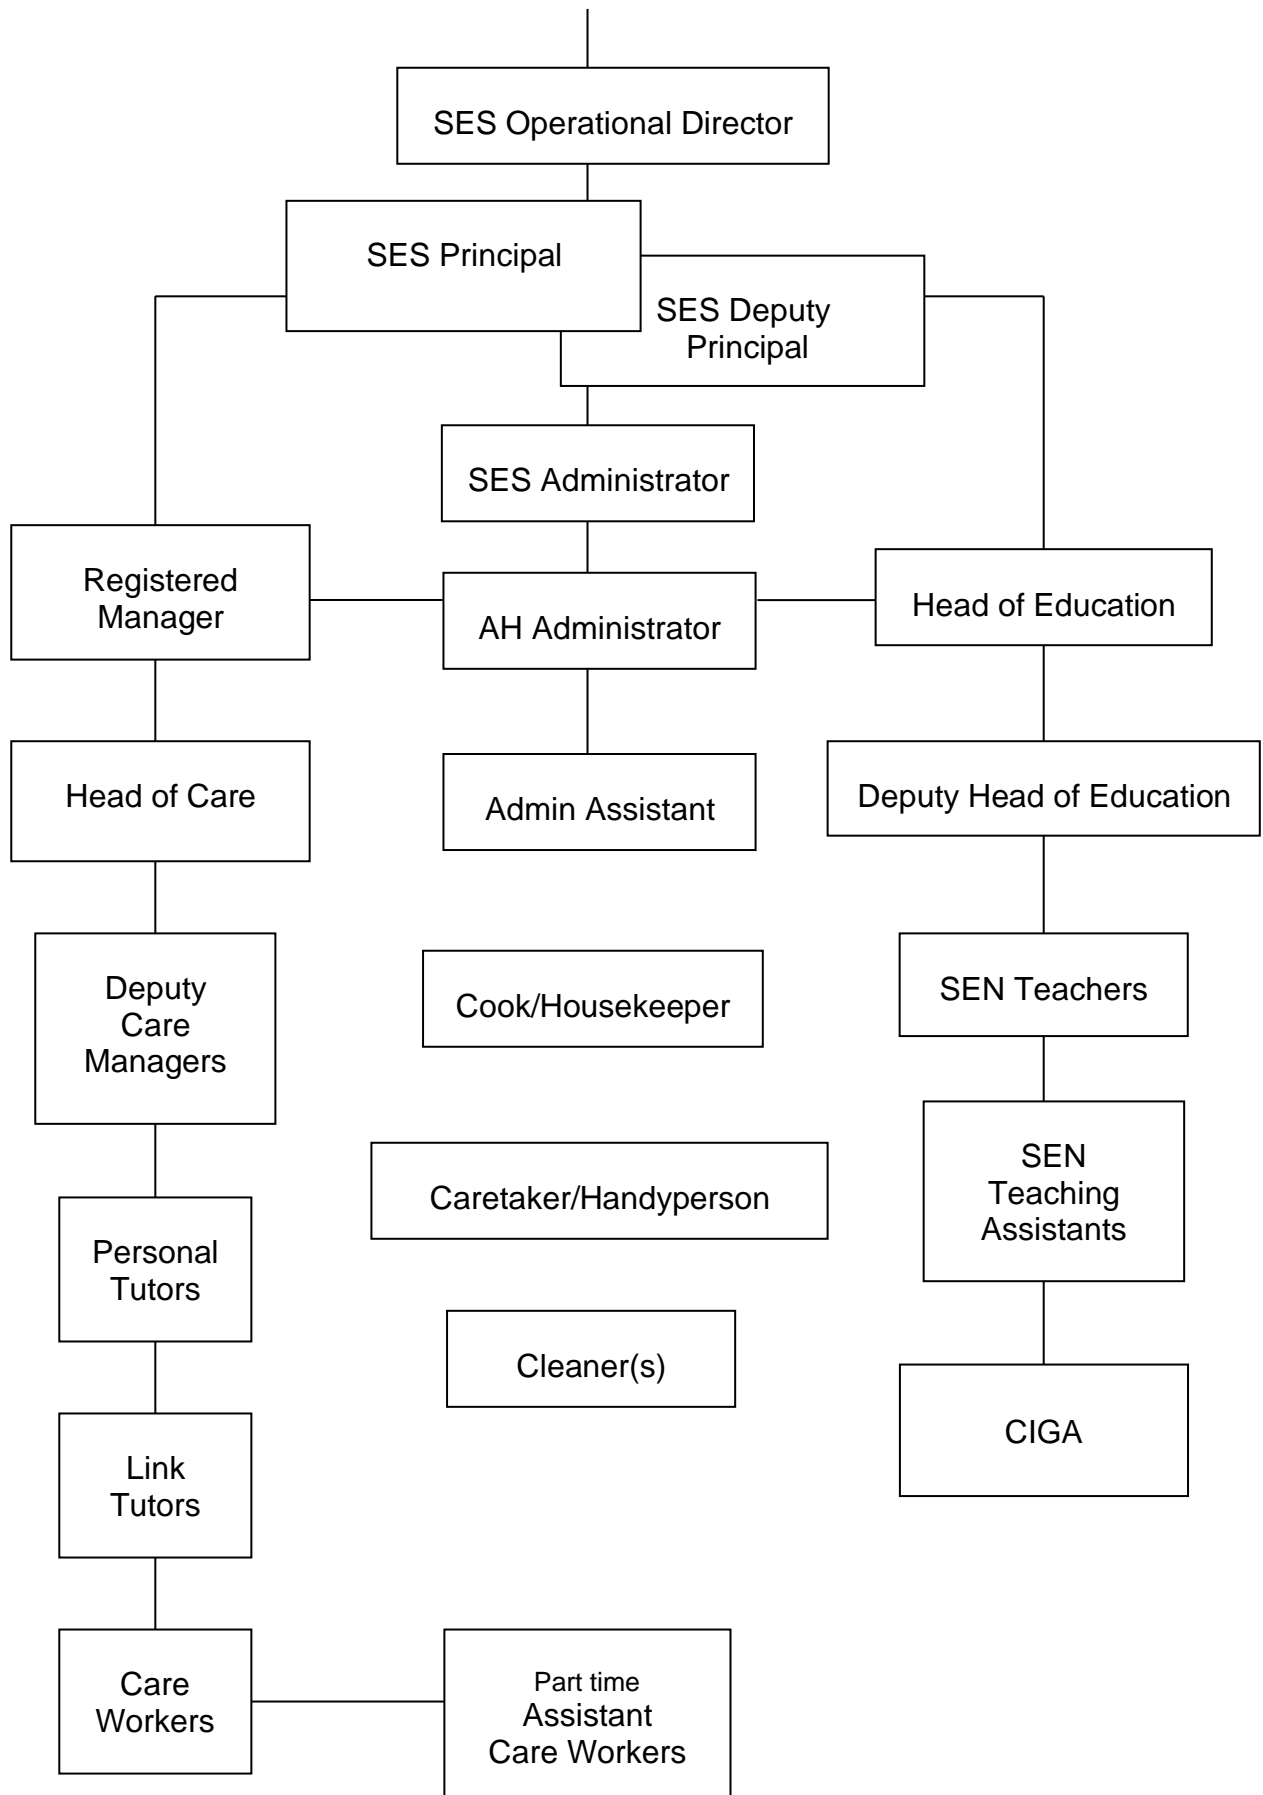 SES Operational Director
SES Principal
SES Deputy
Principal
SES Administrator
Registered
Manager
AH Administrator
Head of Education
Head of Care
Admin Assistant
Deputy Head of Education
Deputy
Care
Managers
Cook/Housekeeper
SEN Teachers
Caretaker/Handyperson
SEN
Teaching
Assistants
Personal
Tutors
Cleaner(s)
CIGA
Link
Tutors
Care
Workers
Part time
Assistant
Care Workers